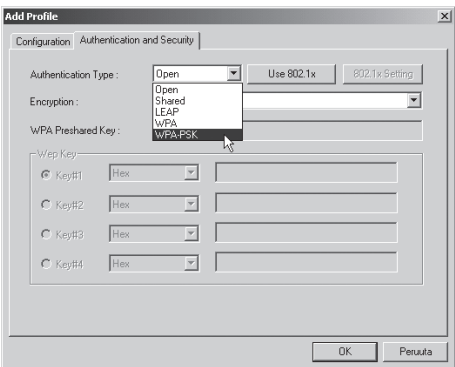 Add Profile
Configuration Authentication and Security
Authentication Type : Open Use 802.1x 802.1x Setting
Open
Encryption :
Shared
LEAP
WPA
WPA Preshared Key :
WPA-PSK
Wep Key
Key#1 Hex
Key#2 Hex
Key#3 Hex
Key#4 Hex
OK Peruuta